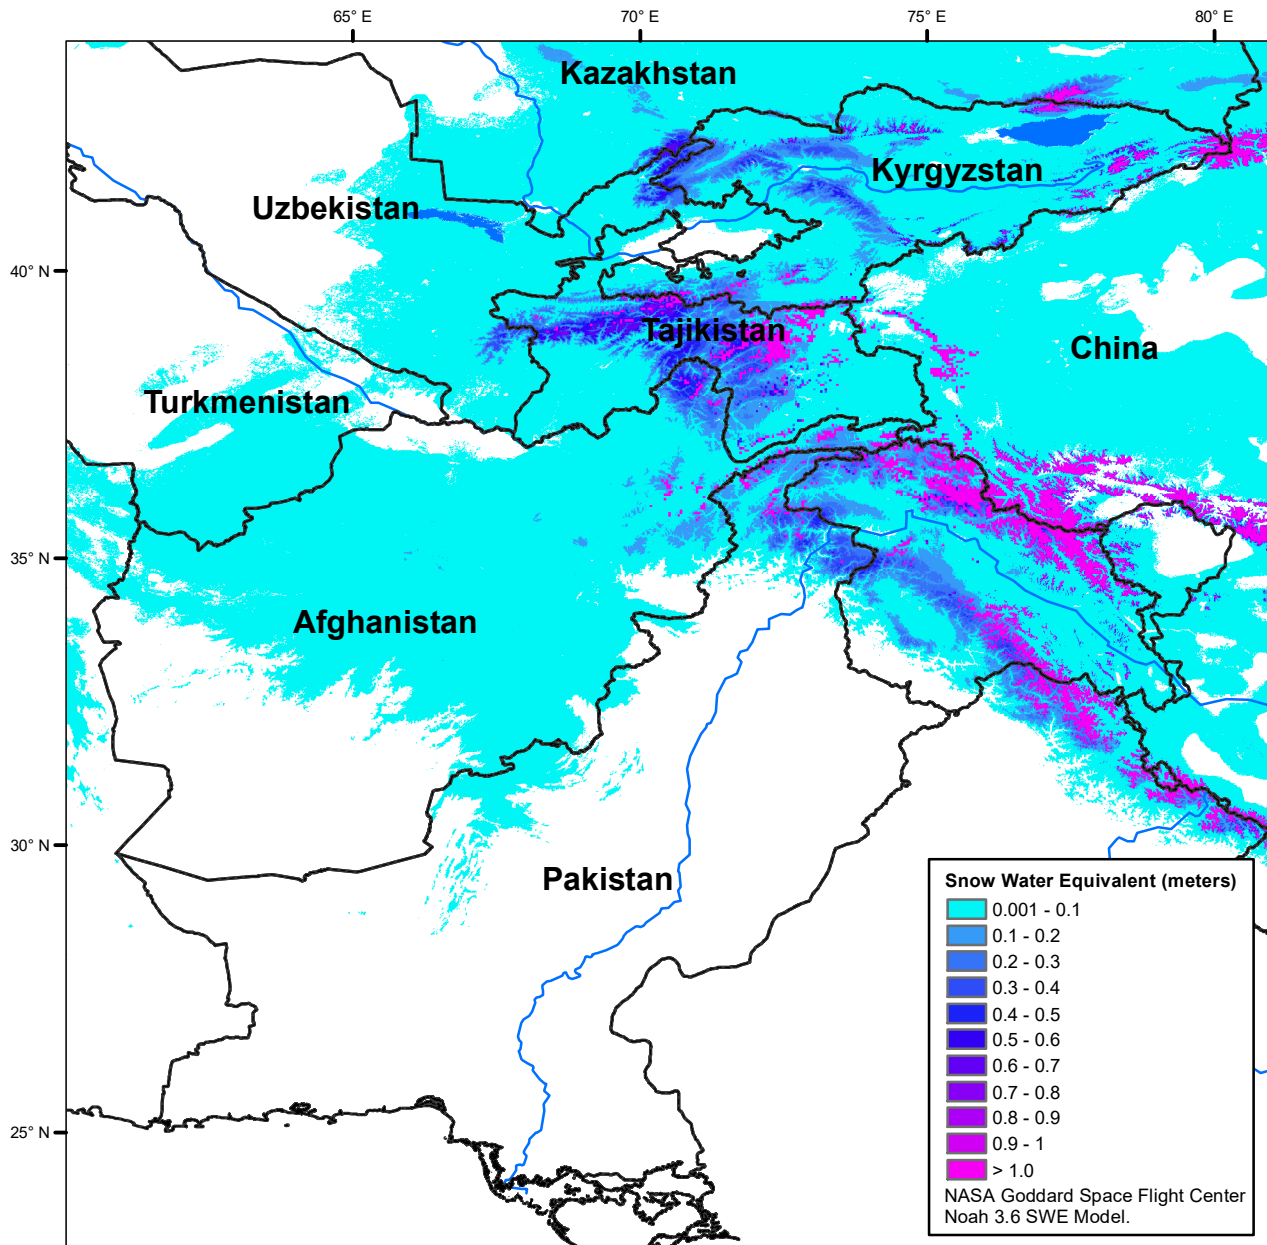 65° E
70° E
75° E
80° E
Kazakhstan
Kyrgyzstan
Uzbekistan
40° N
Tajikistan
China
Turkmenistan
35° N
Afghanistan
30° N
Pakistan
25° N
Snow Water Equivalent (meters)
0.001 - 0.1
0.1 - 0.2
0.2 - 0.3
0.3 - 0.4
0.4 - 0.5
0.5 - 0.6
0.6 - 0.7
0.7 - 0.8
0.8 - 0.9
0.9 - 1
> 1.0
NASA Goddard Space Flight Center
Noah 3.6 SWE Model.